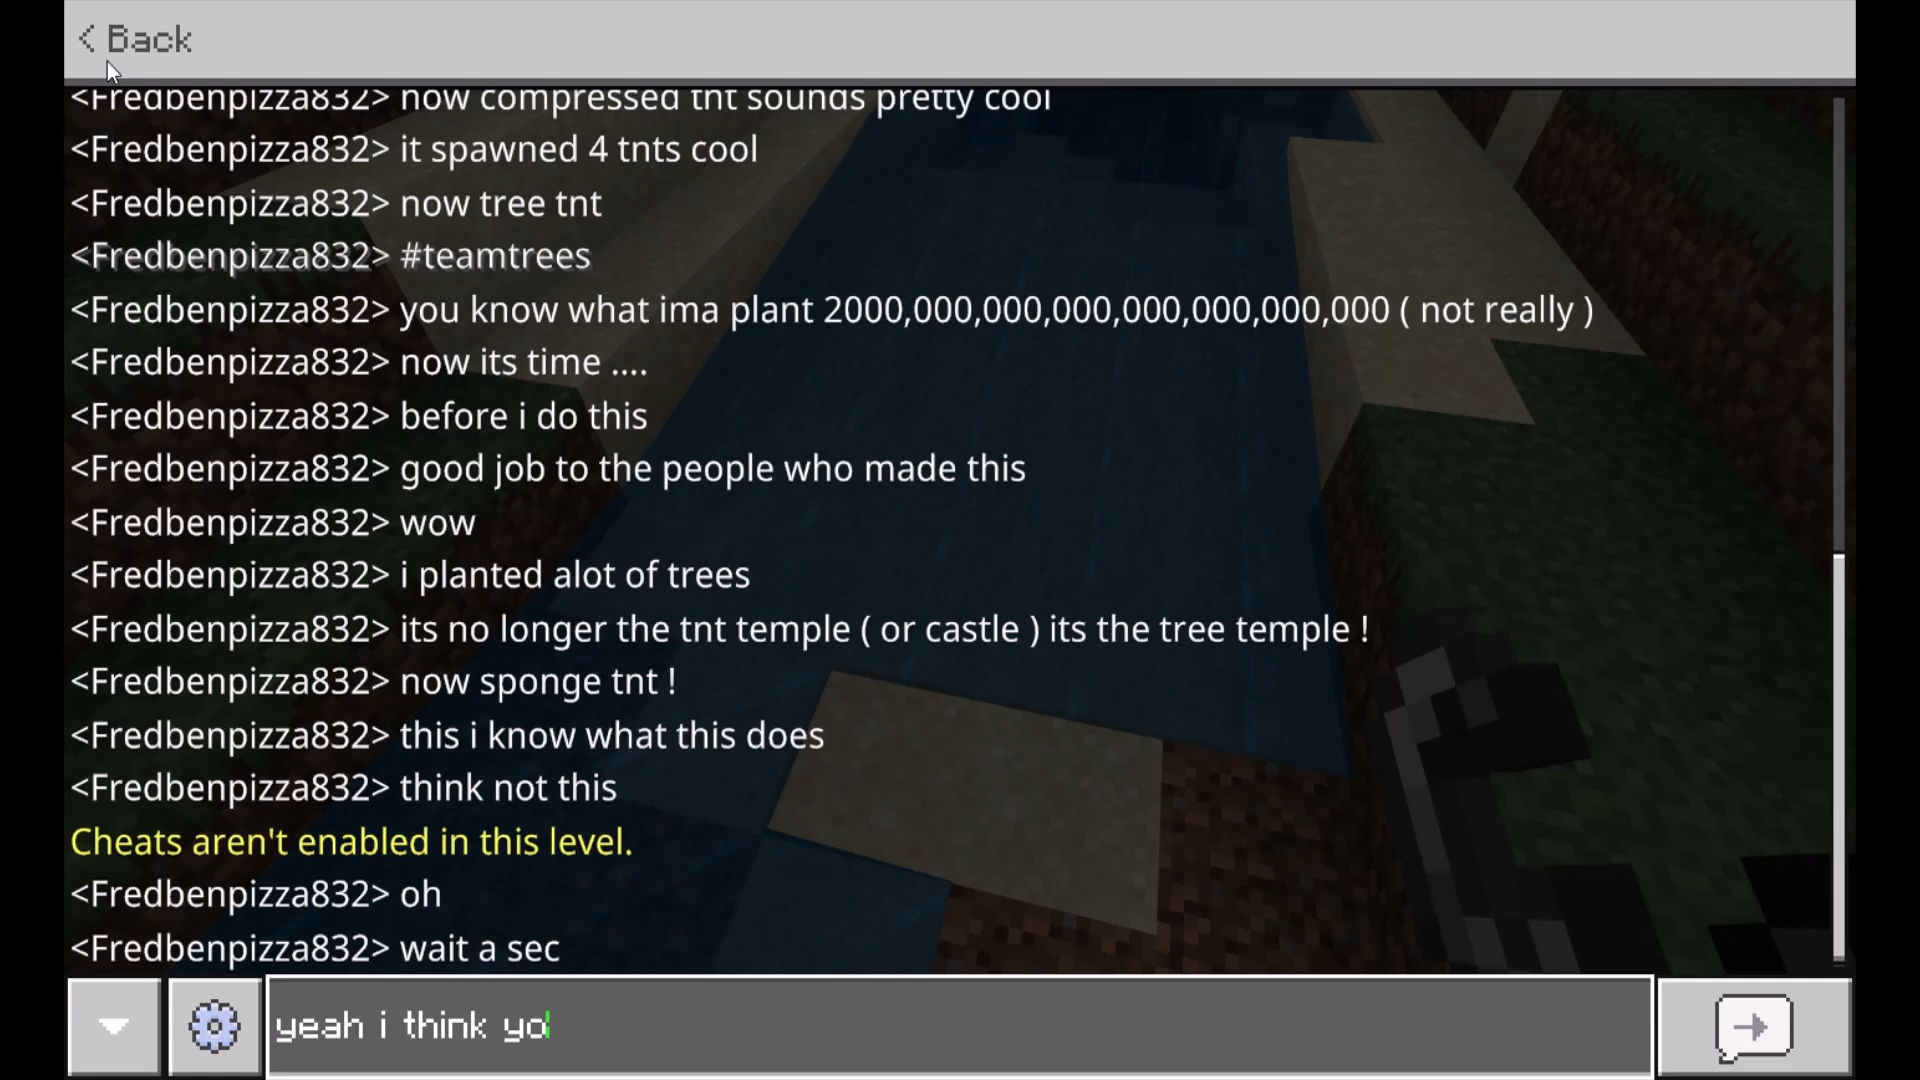 Back
<Fredbenpizza832> now compressed tnt sounds pretty cool
<Fredbenpizza832> it spawned 4 tnts cool
<Fredbenpizza832> now tree tnt
<Fredbenpizza832> #teamtrees
<Fredbenpizza832> you know what ima plant 2000,000,000,000,000,000,000,000 ( not really )
<Fredbenpizza832> now its time ....
<Fredbenpizza832> before i do this
<Fredbenpizza832> good job to the people who made this
<Fredbenpizza832> wow
<Fredbenpizza832> i planted alot of trees
<Fredbenpizza832> its no longer the tnt temple ( or castle ) its the tree temple !
<Fredbenpizza832> now sponge tnt !
<Fredbenpizza832> this i know what this does
<Fredbenpizza832> think not this
Cheats aren't enabled in this level.
<Fredbenpizza832> oh
<Fredbenpizza832> wait a sec
yeah i think yo